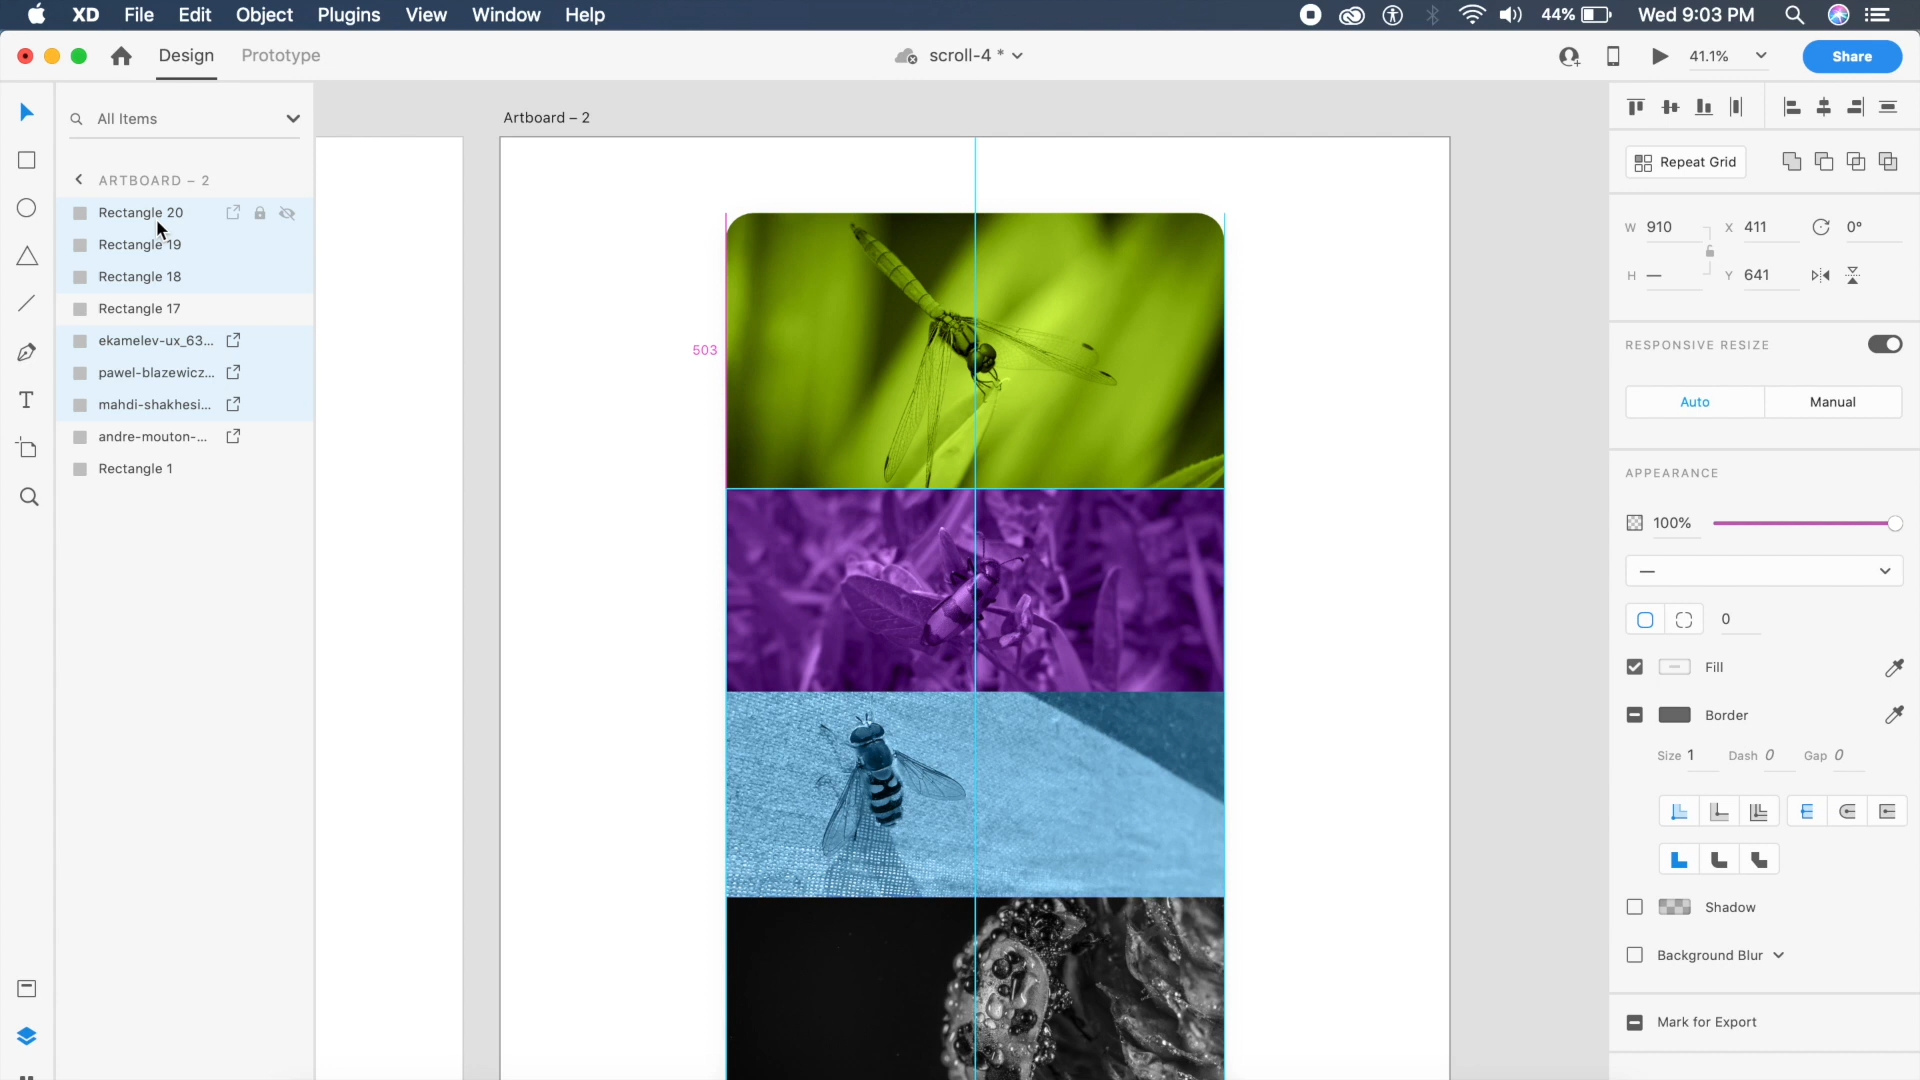 XD File Edit Object Plugins View Window Help 44% Wed 9:03 PM
Design Prototype scroll-4 * 41.1% Share
All Items
Artboard – 2
ARTBOARD – 2
Rectangle 20
Rectangle 19
Rectangle 18
Rectangle 17
ekamelev-ux_63...
pawel-blazewicz...
mahdi-shakhesi...
andre-mouton-...
Rectangle 1
503
Repeat Grid
W 910 X 411 0°
H — Y 641
RESPONSIVE RESIZE
Auto Manual
APPEARANCE
100%
—
0
Fill
Border
Size 1 Dash 0 Gap 0
Shadow
Background Blur
Mark for Export